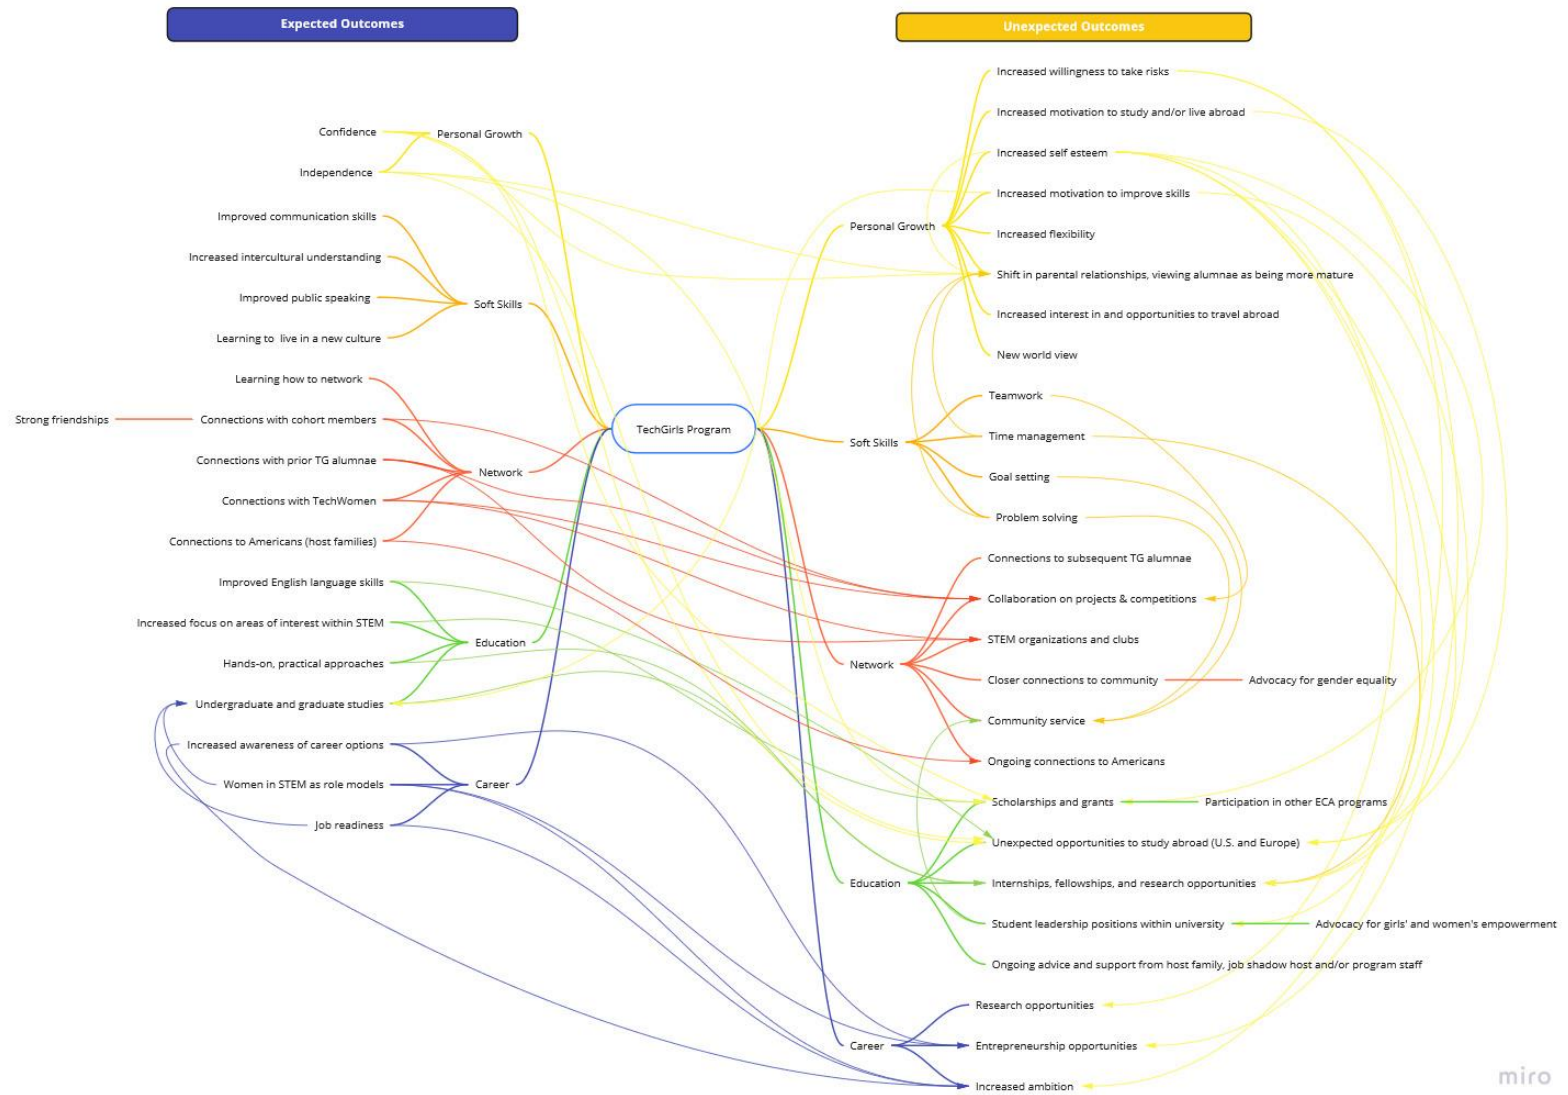 Expected Outcomes
Unexpected Outcomes
Confidence
Personal Growth
Independence
Improved communication skills
Increased intercultural understanding
Improved public speaking
Soft Skills
Learning to  live in a new culture
Learning how to network
Strong friendships
Connections with cohort members
Connections with prior TG alumnae
Network
Connections with TechWomen
Connections to Americans (host families)
Improved English language skills
Increased focus on areas of interest within STEM
Education
Hands-on, practical approaches
Undergraduate and graduate studies
Increased awareness of career options
Women in STEM as role models
Career
Job readiness
TechGirls Program
Increased willingness to take risks
Increased motivation to study and/or live abroad
Increased self esteem
Increased motivation to improve skills
Personal Growth
Increased flexibility
Shift in parental relationships, viewing alumnae as being more mature
Increased interest in and opportunities to travel abroad
New world view
Teamwork
Time management
Soft Skills
Goal setting
Problem solving
Connections to subsequent TG alumnae
Collaboration on projects & competitions
STEM organizations and clubs
Network
Closer connections to community
Advocacy for gender equality
Community service
Ongoing connections to Americans
Scholarships and grants
Participation in other ECA programs
Unexpected opportunities to study abroad (U.S. and Europe)
Education
Internships, fellowships, and research opportunities
Student leadership positions within university
Advocacy for girls' and women's empowerment
Ongoing advice and support from host family, job shadow host and/or program staff
Research opportunities
Career
Entrepreneurship opportunities
Increased ambition
miro